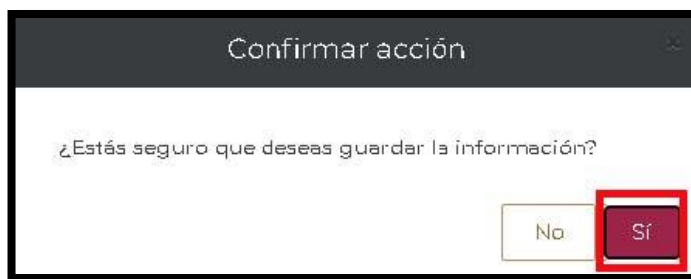 Confirmar acción
¿Estás seguro que deseas guardar la información?
No
Sí